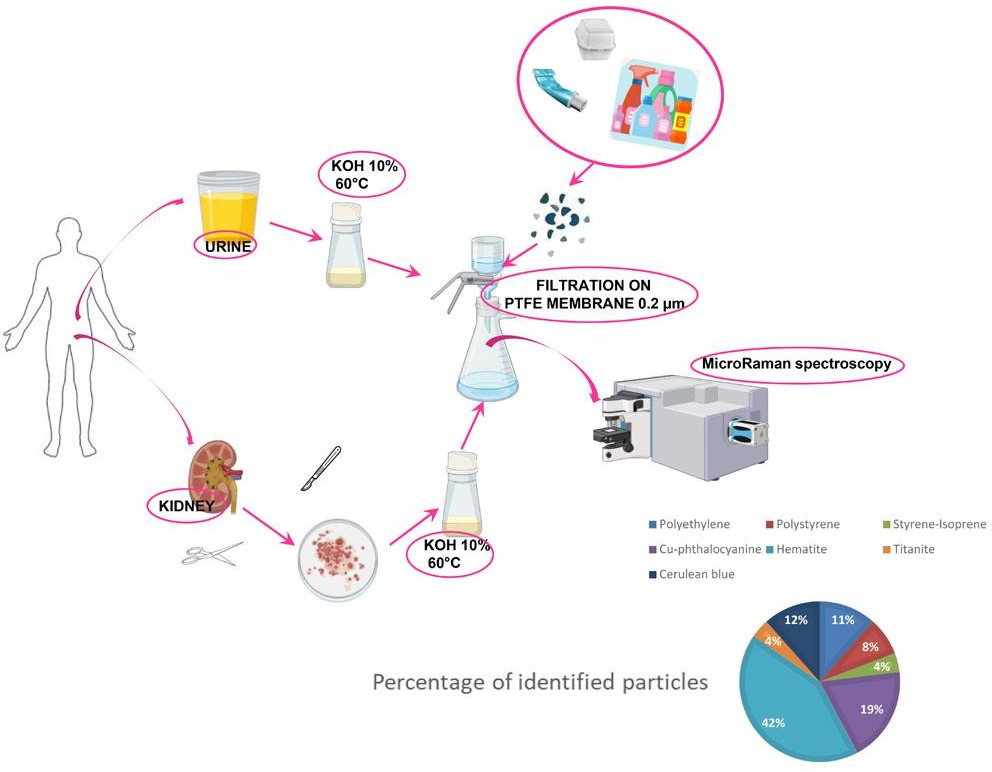 KOH 10%
60°C
URINE
FILTRATION ON
PTFE MEMBRANE 0.2 µm
MicroRaman spectroscopy
KIDNEY
KOH 10%
60°C
Polyethylene
Polystyrene
Styrene-Isoprene
Cu-phthalocyanine
Hematite
Titanite
Cerulean blue
Percentage of identified particles
12%
11%
4%
8%
4%
19%
42%